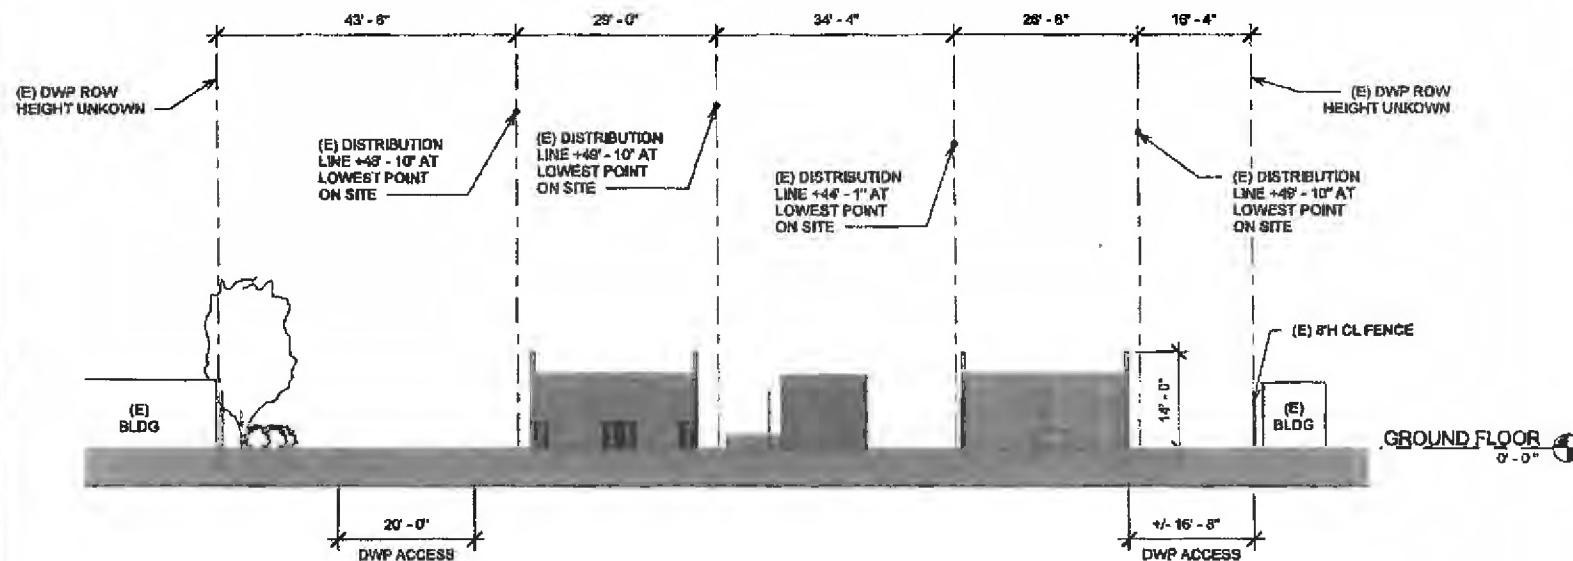 43' - 6"
29' - 0"
34' - 4"
26' - 6"
16' - 4"
(E) DWP ROW
HEIGHT UNKOWN
(E) DISTRIBUTION
LINE +48' - 10" AT
LOWEST POINT
ON SITE
(E) DISTRIBUTION
LINE +49' - 10" AT
LOWEST POINT
ON SITE
(E) DISTRIBUTION
LINE +44' - 1" AT
LOWEST POINT
ON SITE
(E) DISTRIBUTION
LINE - 10" AT
LOWEST POINT
ON SITE
(E) DWP ROW
HEIGHT UNKOWN
(E) 8'H CL FENCE
14' - 0"
(E)
BLDG
(E)
BLDG
GROUND FLOOR
0' - 0"
20' - 0"
DWP ACCESS
+/- 16' - 8"
DWP ACCESS